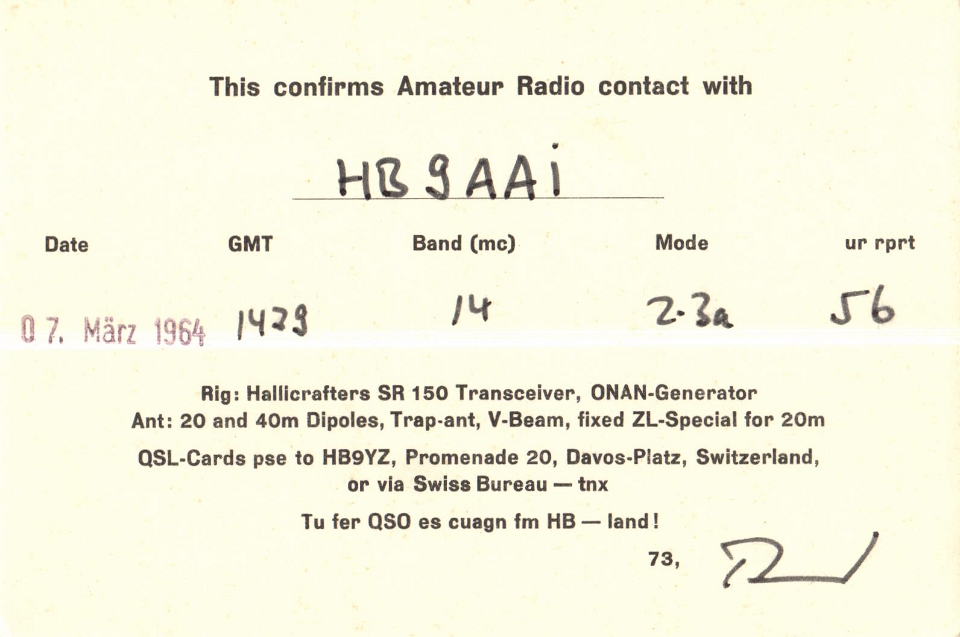 This confirms Amateur Radio contact with
HB9AAi
Date GMT Band (mc) Mode ur rprt
07. März 1964 1429 14 2·3a 56
Rig: Hallicrafters SR 150 Transceiver, ONAN-Generator
Ant: 20 and 40m Dipoles, Trap-ant, V-Beam, fixed ZL-Special for 20m
QSL-Cards pse to HB9YZ, Promenade 20, Davos-Platz, Switzerland,
or via Swiss Bureau — tnx
Tu fer QSO es cuagn fm HB — land!
73,